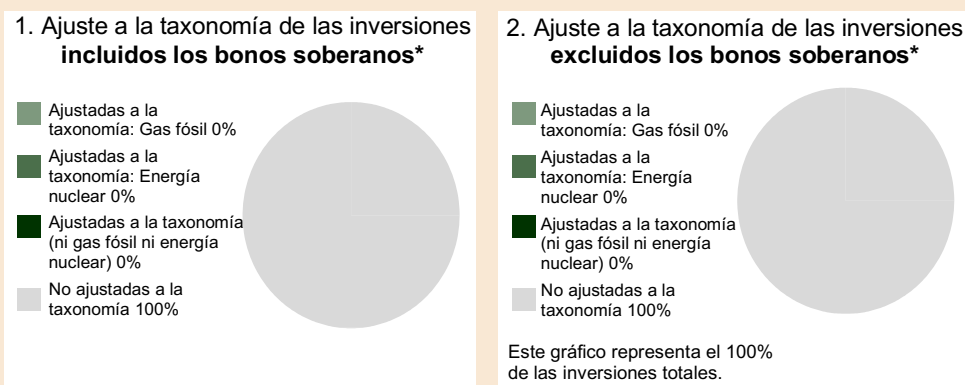 1. Ajuste a la taxonomía de las inversiones
incluidos los bonos soberanos*
Ajustadas a la
taxonomía: Gas fósil 0%
Ajustadas a la
taxonomía: Energía
nuclear 0%
Ajustadas a la taxonomía
(ni gas fósil ni energía
nuclear) 0%
No ajustadas a la
taxonomía 100%
2. Ajuste a la taxonomía de las inversiones
excluidos los bonos soberanos*
Ajustadas a la
taxonomía: Gas fósil 0%
Ajustadas a la
taxonomía: Energía
nuclear 0%
Ajustadas a la taxonomía
(ni gas fósil ni energía
nuclear) 0%
No ajustadas a la
taxonomía 100%
Este gráfico representa el 100%
de las inversiones totales.